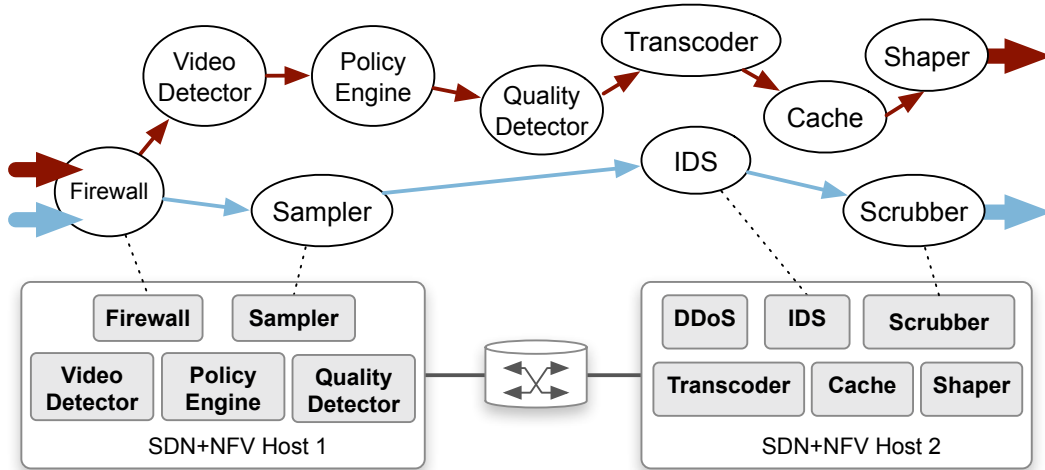 Video
Detector
Policy
Engine
Quality
Detector
Transcoder
Cache
Shaper
Firewall
Sampler
IDS
Scrubber
Firewall
Sampler
Video
Detector
Policy
Engine
Quality
Detector
SDN+NFV Host 1
DDoS
IDS
Scrubber
Transcoder
Cache
Shaper
SDN+NFV Host 2